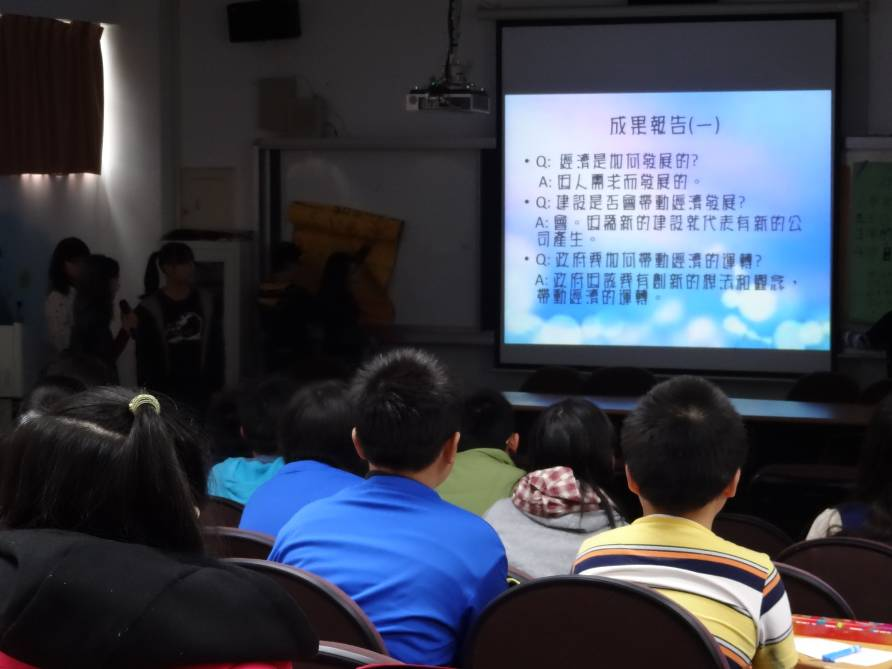 成果報告(一)
• Q: 經濟是如何發展的?
A: 因人需求而發展的。
• Q: 建設是否會帶動經濟發展?
A: 會。因為新的建設就代表有新的公
司產生。
• Q: 政府要如何帶動經濟的運轉?
A: 政府因該要有創新的想法和觀念,
帶動經濟的運轉。